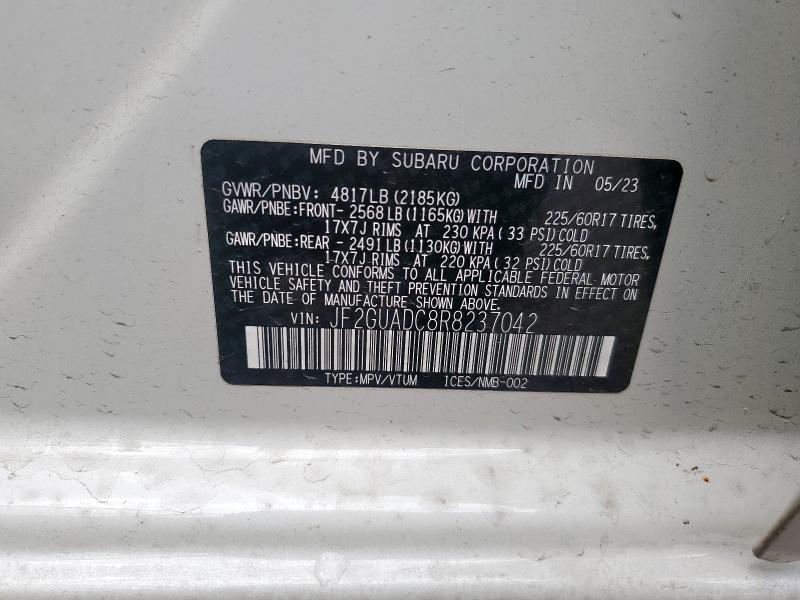 MFD BY SUBARU CORPORATION
MFD IN 05/23
GVWR/PNBV: 4817LB (2185KG)
GAWR/PNBE:FRONT- 2568 LB (1165KG) WITH 225/60R17 TIRES,
17X7J RIMS AT 230 KPA ( 33 PSI) COLD
GAWR/PNBE:REAR - 2491 LB (1130KG) WITH 225/60R17 TIRES,
17X7J RIMS AT 220 KPA ( 32 PSI) COLD
THIS VEHICLE CONFORMS TO ALL APPLICABLE FEDERAL MOTOR
VEHICLE SAFETY AND THEFT PREVENTION STANDARDS IN EFFECT ON
THE DATE OF MANUFACTURE SHOWN ABOVE.
VIN: JF2GUADC8R8237042
TYPE:MPV/VTUM ICES/NMB-002